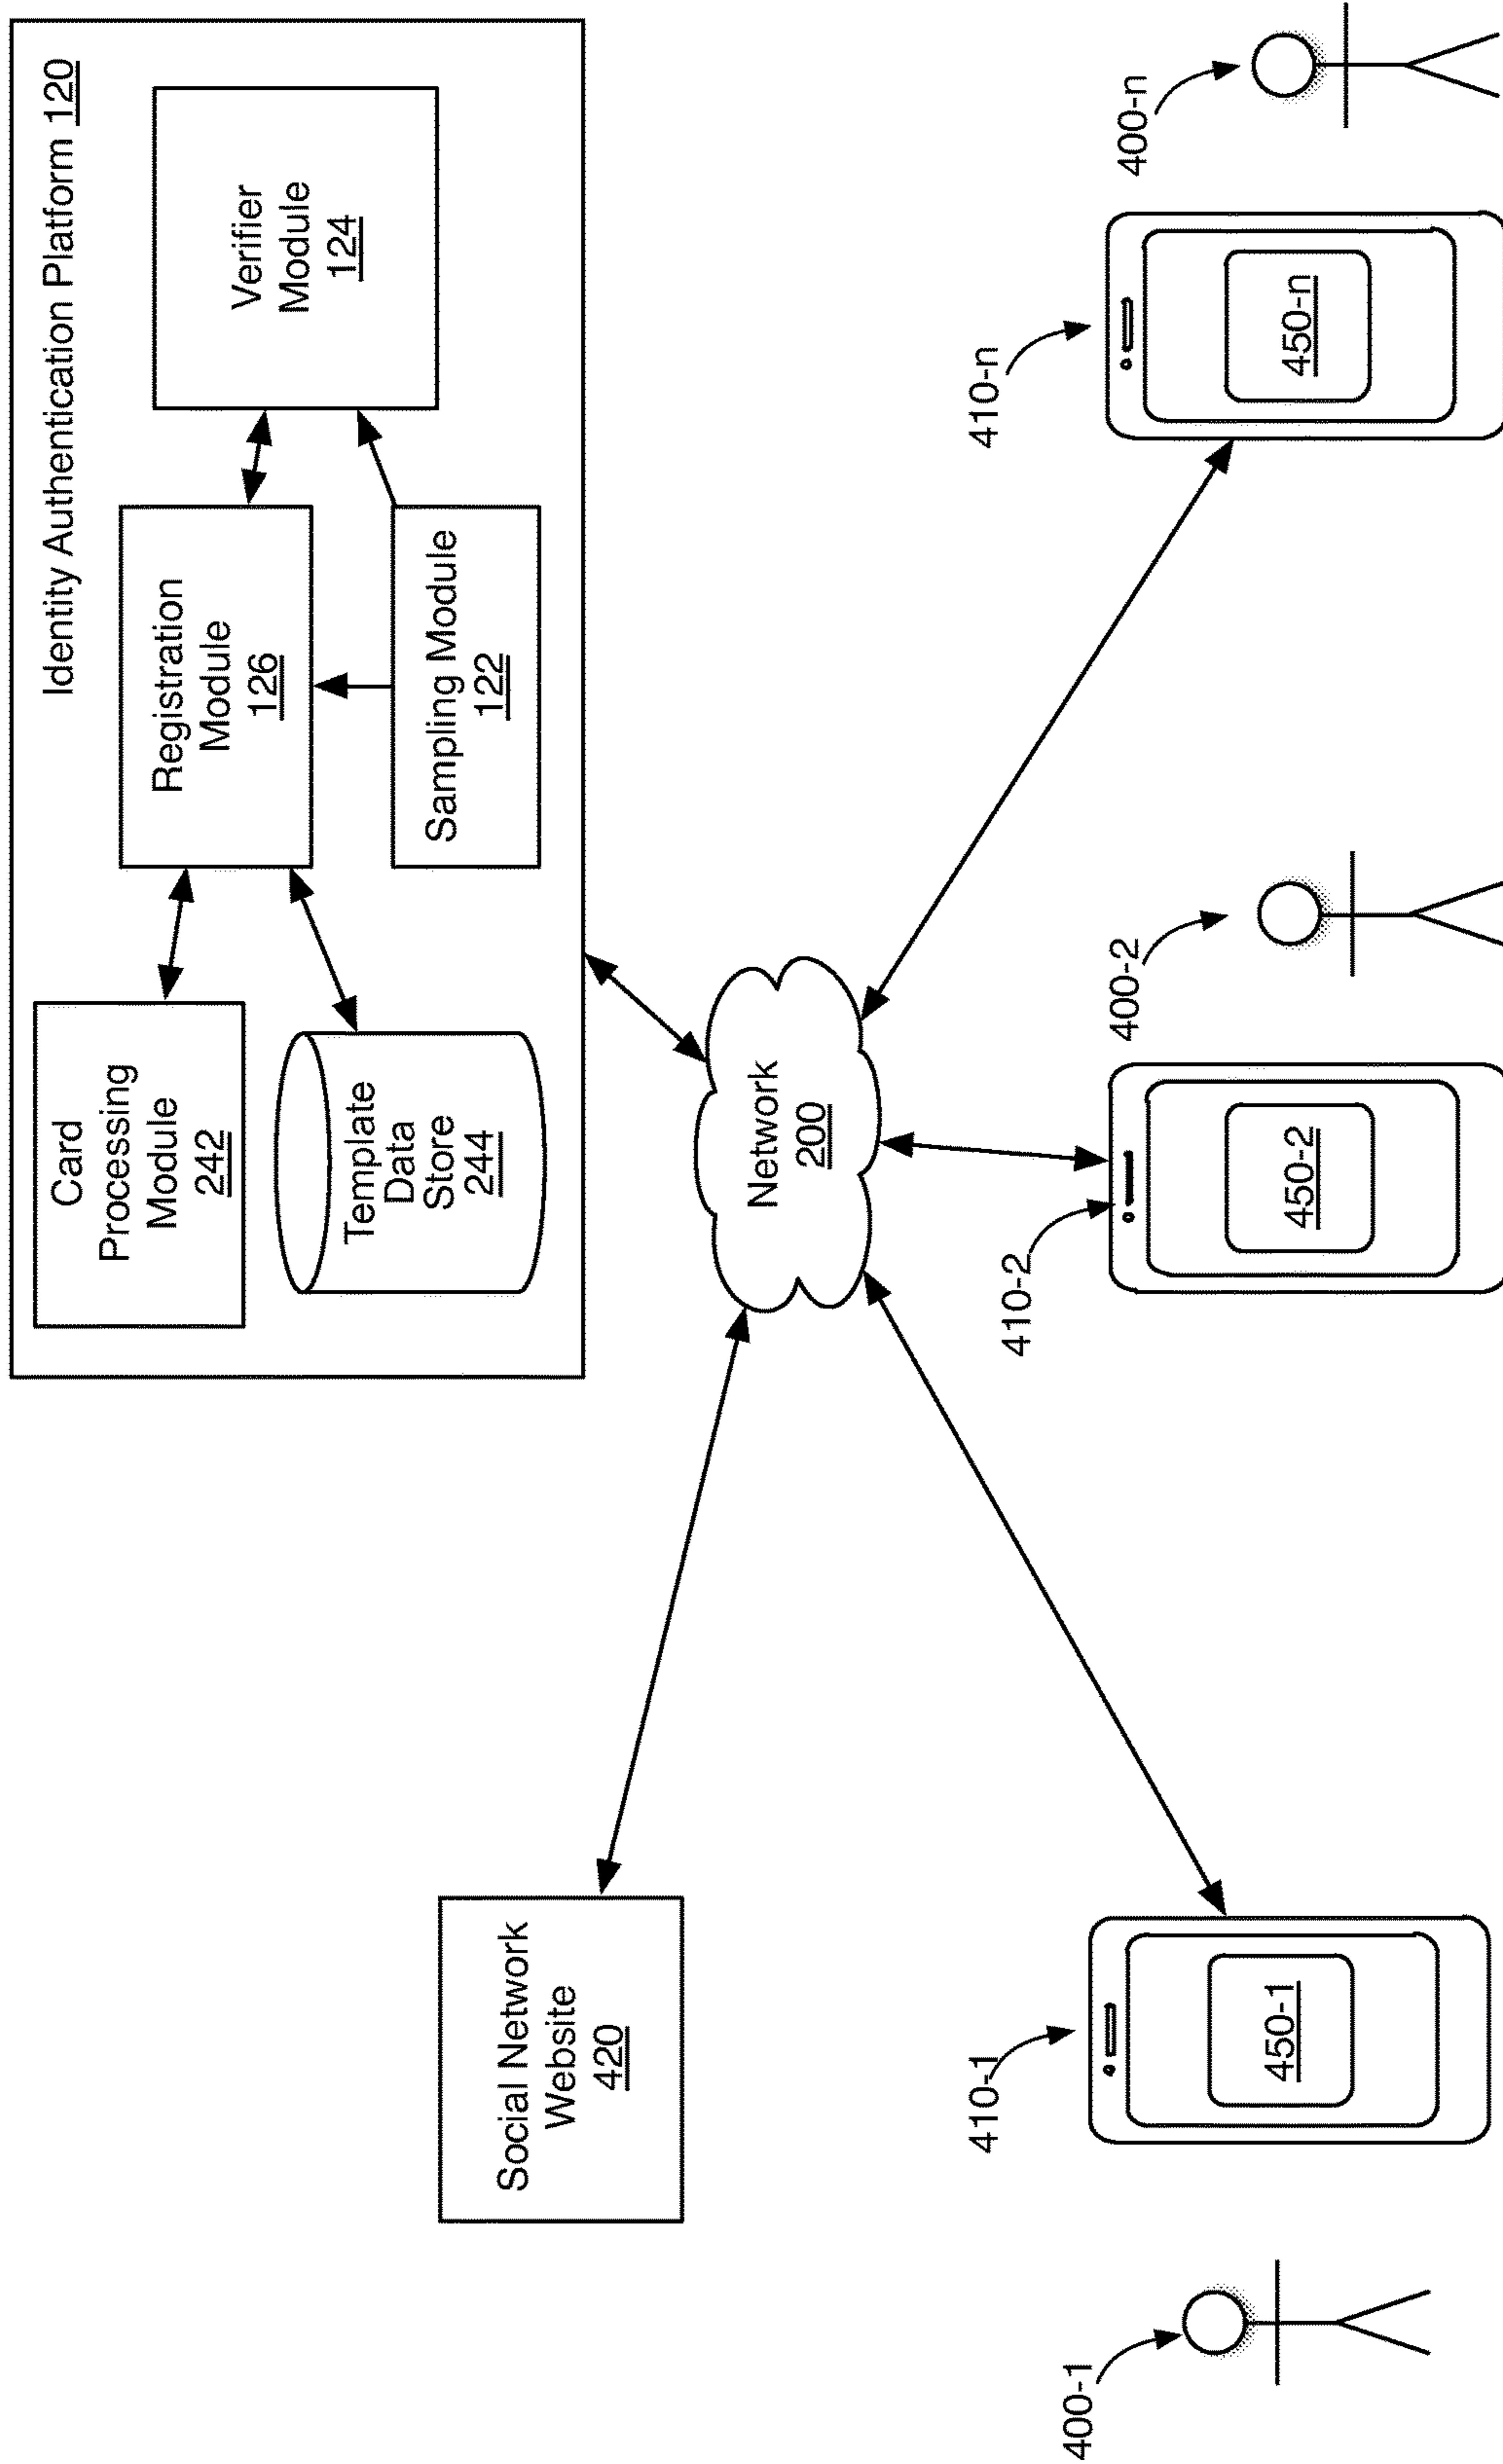 Identity Authentication Platform 120
Card
Processing
Module
242
Registration
Module
126
Verifier
Module
124
Template
Data
Store
244
Sampling Module
122
Social Network
Website
420
Network
200
400-1
410-1
450-1
410-2
450-2
400-2
410-n
450-n
400-n